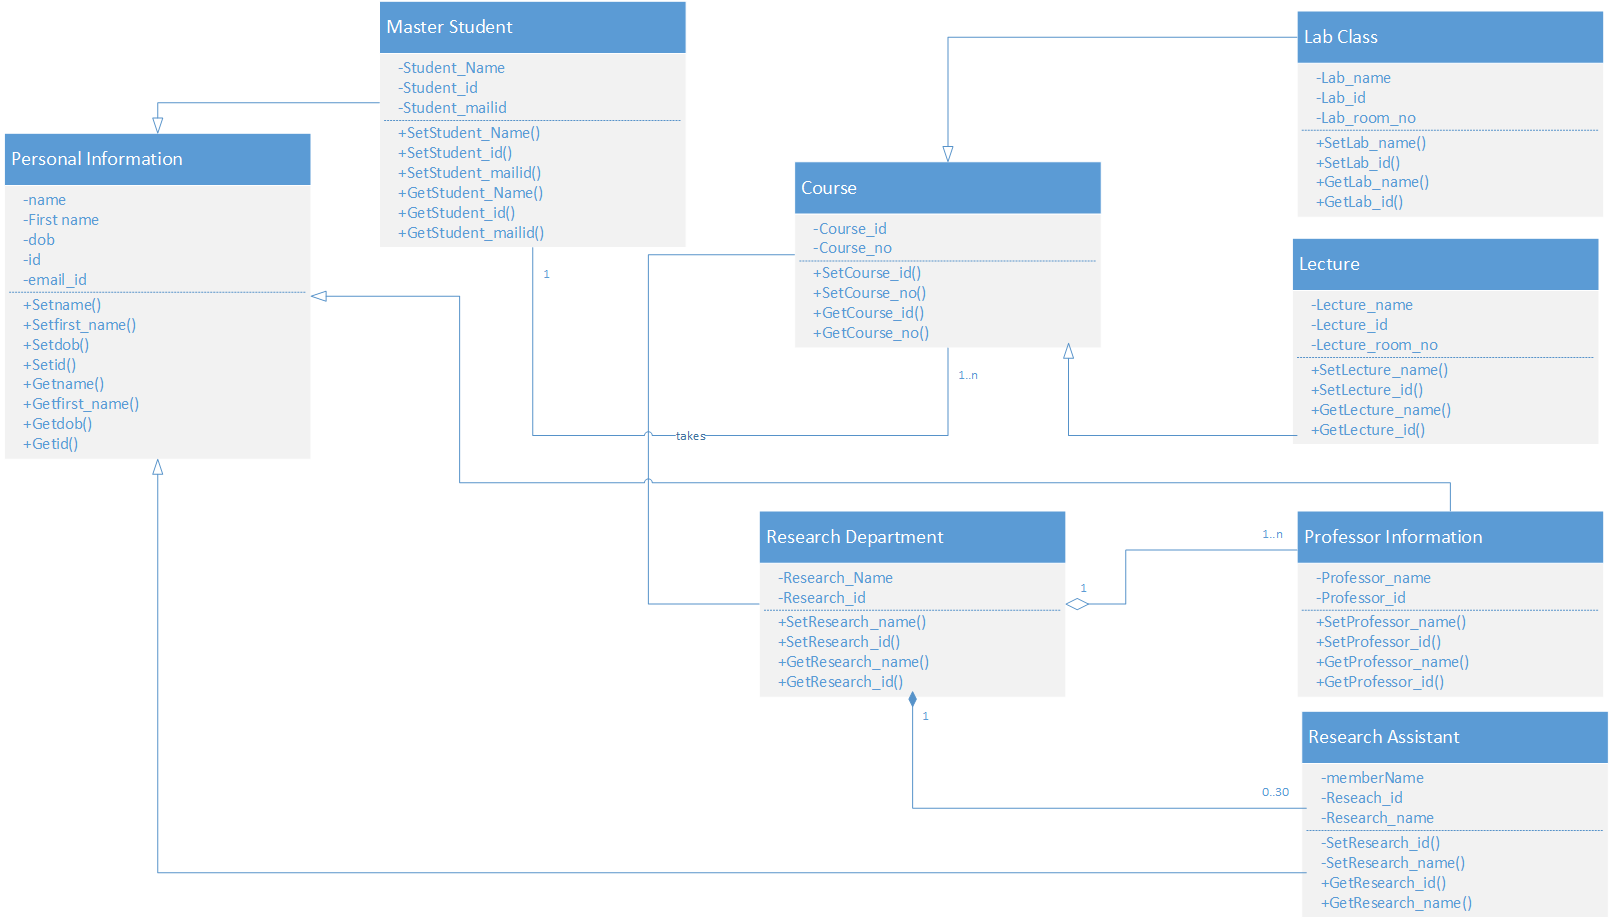 Master Student
-Student_Name
-Student_id
-Student_mailid
+SetStudent_Name()
+SetStudent_id()
+SetStudent_mailid()
+GetStudent_Name()
+GetStudent_id()
+GetStudent_mailid()
Lab Class
-Lab_name
-Lab_id
-Lab_room_no
+SetLab_name()
+SetLab_id()
+GetLab_name()
+GetLab_id()
Personal Information
-name
-First name
-dob
-id
-email_id
+Setname()
+Setfirst_name()
+Setdob()
+Setid()
+Getname()
+Getfirst_name()
+Getdob()
+Getid()
Course
-Course_id
-Course_no
+SetCourse_id()
+SetCourse_no()
+GetCourse_id()
+GetCourse_no()
Lecture
-Lecture_name
-Lecture_id
-Lecture_room_no
+SetLecture_name()
+SetLecture_id()
+GetLecture_name()
+GetLecture_id()
1
1..n
takes
Research Department
-Research_Name
-Research_id
+SetResearch_name()
+SetResearch_id()
+GetResearch_name()
+GetResearch_id()
1
1..n
Professor Information
-Professor_name
-Professor_id
+SetProfessor_name()
+SetProfessor_id()
+GetProfessor_name()
+GetProfessor_id()
1
0..30
Research Assistant
-memberName
-Reseach_id
-Research_name
-SetResearch_id()
-SetResearch_name()
+GetResearch_id()
+GetResearch_name()